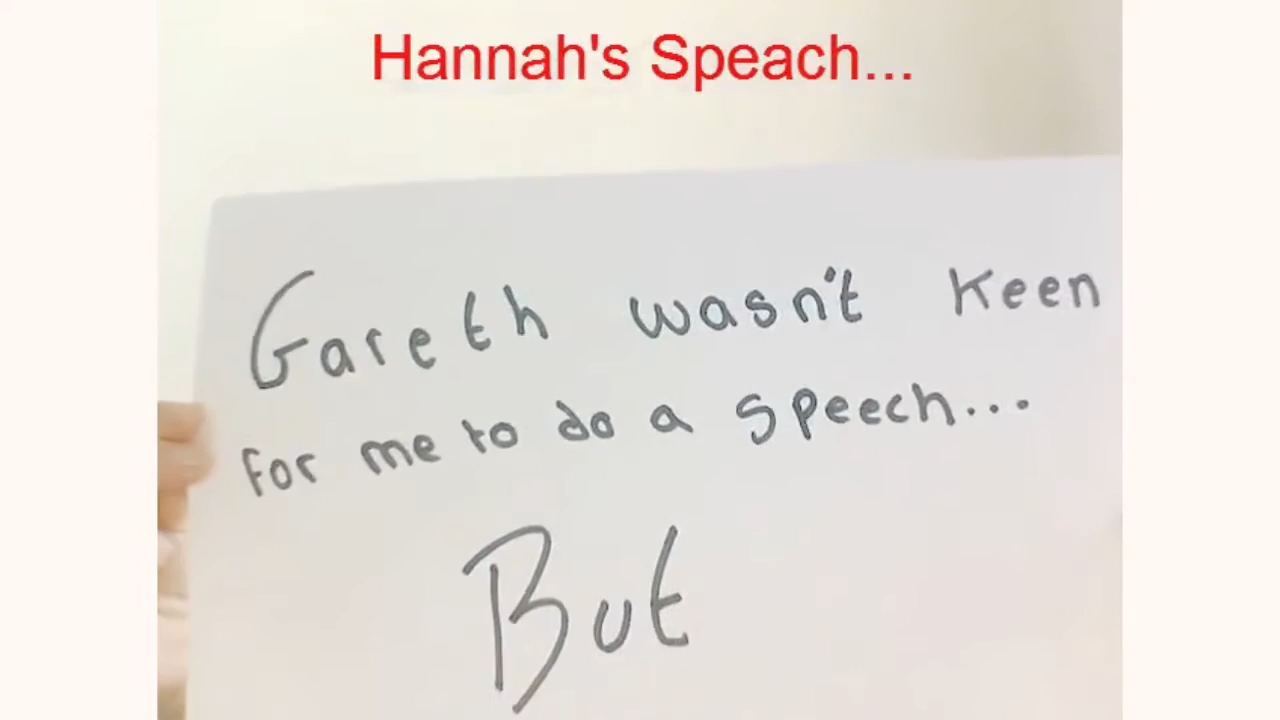 Hannah's Speach...
Gareth wasn't keen
for me to do a speech...
But